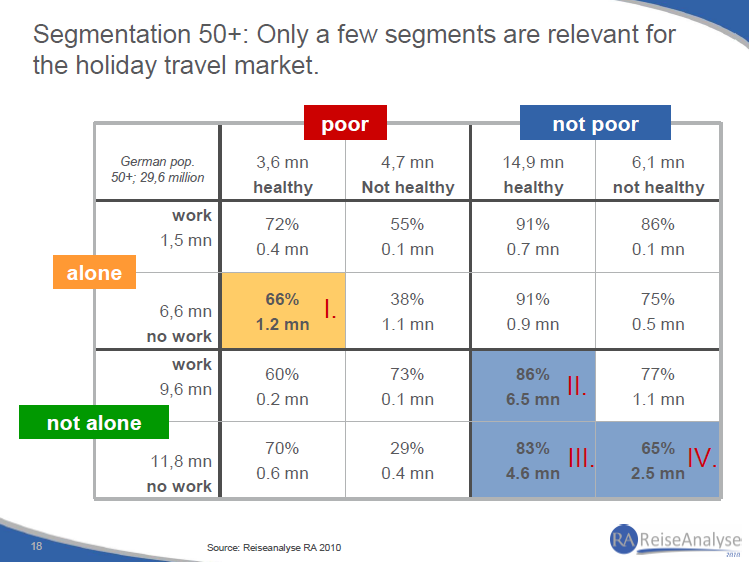 Segmentation 50+: Only a few segments are relevant for
the holiday travel market.
poor
not poor
German pop.
50+; 29,6 million
3,6 mn
healthy
4,7 mn
Not healthy
14,9 mn
healthy
6,1 mn
not healthy
alone
work
1,5 mn
72%
0.4 mn
55%
0.1 mn
91%
0.7 mn
86%
0.1 mn
6,6 mn
no work
66%
1.2 mn
I.
38%
1.1 mn
91%
0.9 mn
75%
0.5 mn
not alone
work
9,6 mn
60%
0.2 mn
73%
0.1 mn
86%
6.5 mn
II.
77%
1.1 mn
11,8 mn
no work
70%
0.6 mn
29%
0.4 mn
83%
4.6 mn
III.
65%
2.5 mn
IV.
18
Source: Reiseanalyse RA 2010
RA ReiseAnalyse
2010